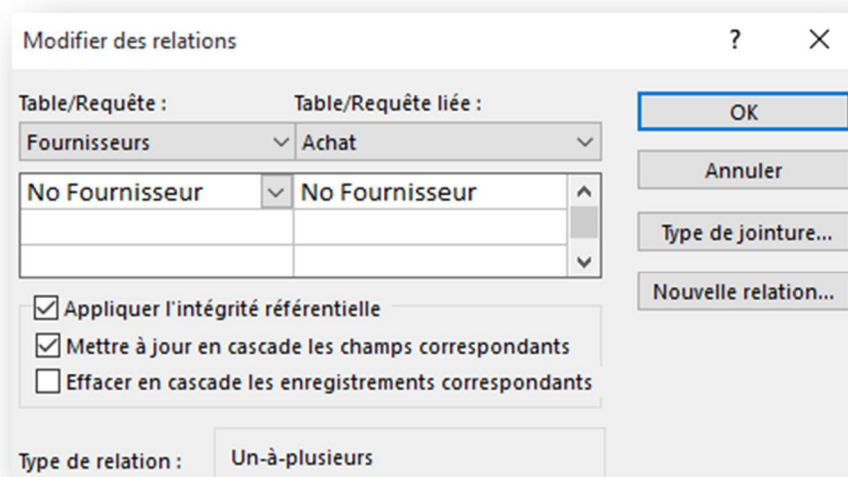 Modifier des relations ?
Table/Requête : Table/Requête liée :
OK
Fournisseurs Achat
Annuler
No Fournisseur No Fournisseur
Type de jointure...
Nouvelle relation...
Appliquer l'intégrité référentielle
Mettre à jour en cascade les champs correspondants
Effacer en cascade les enregistrements correspondants
Type de relation : Un-à-plusieurs